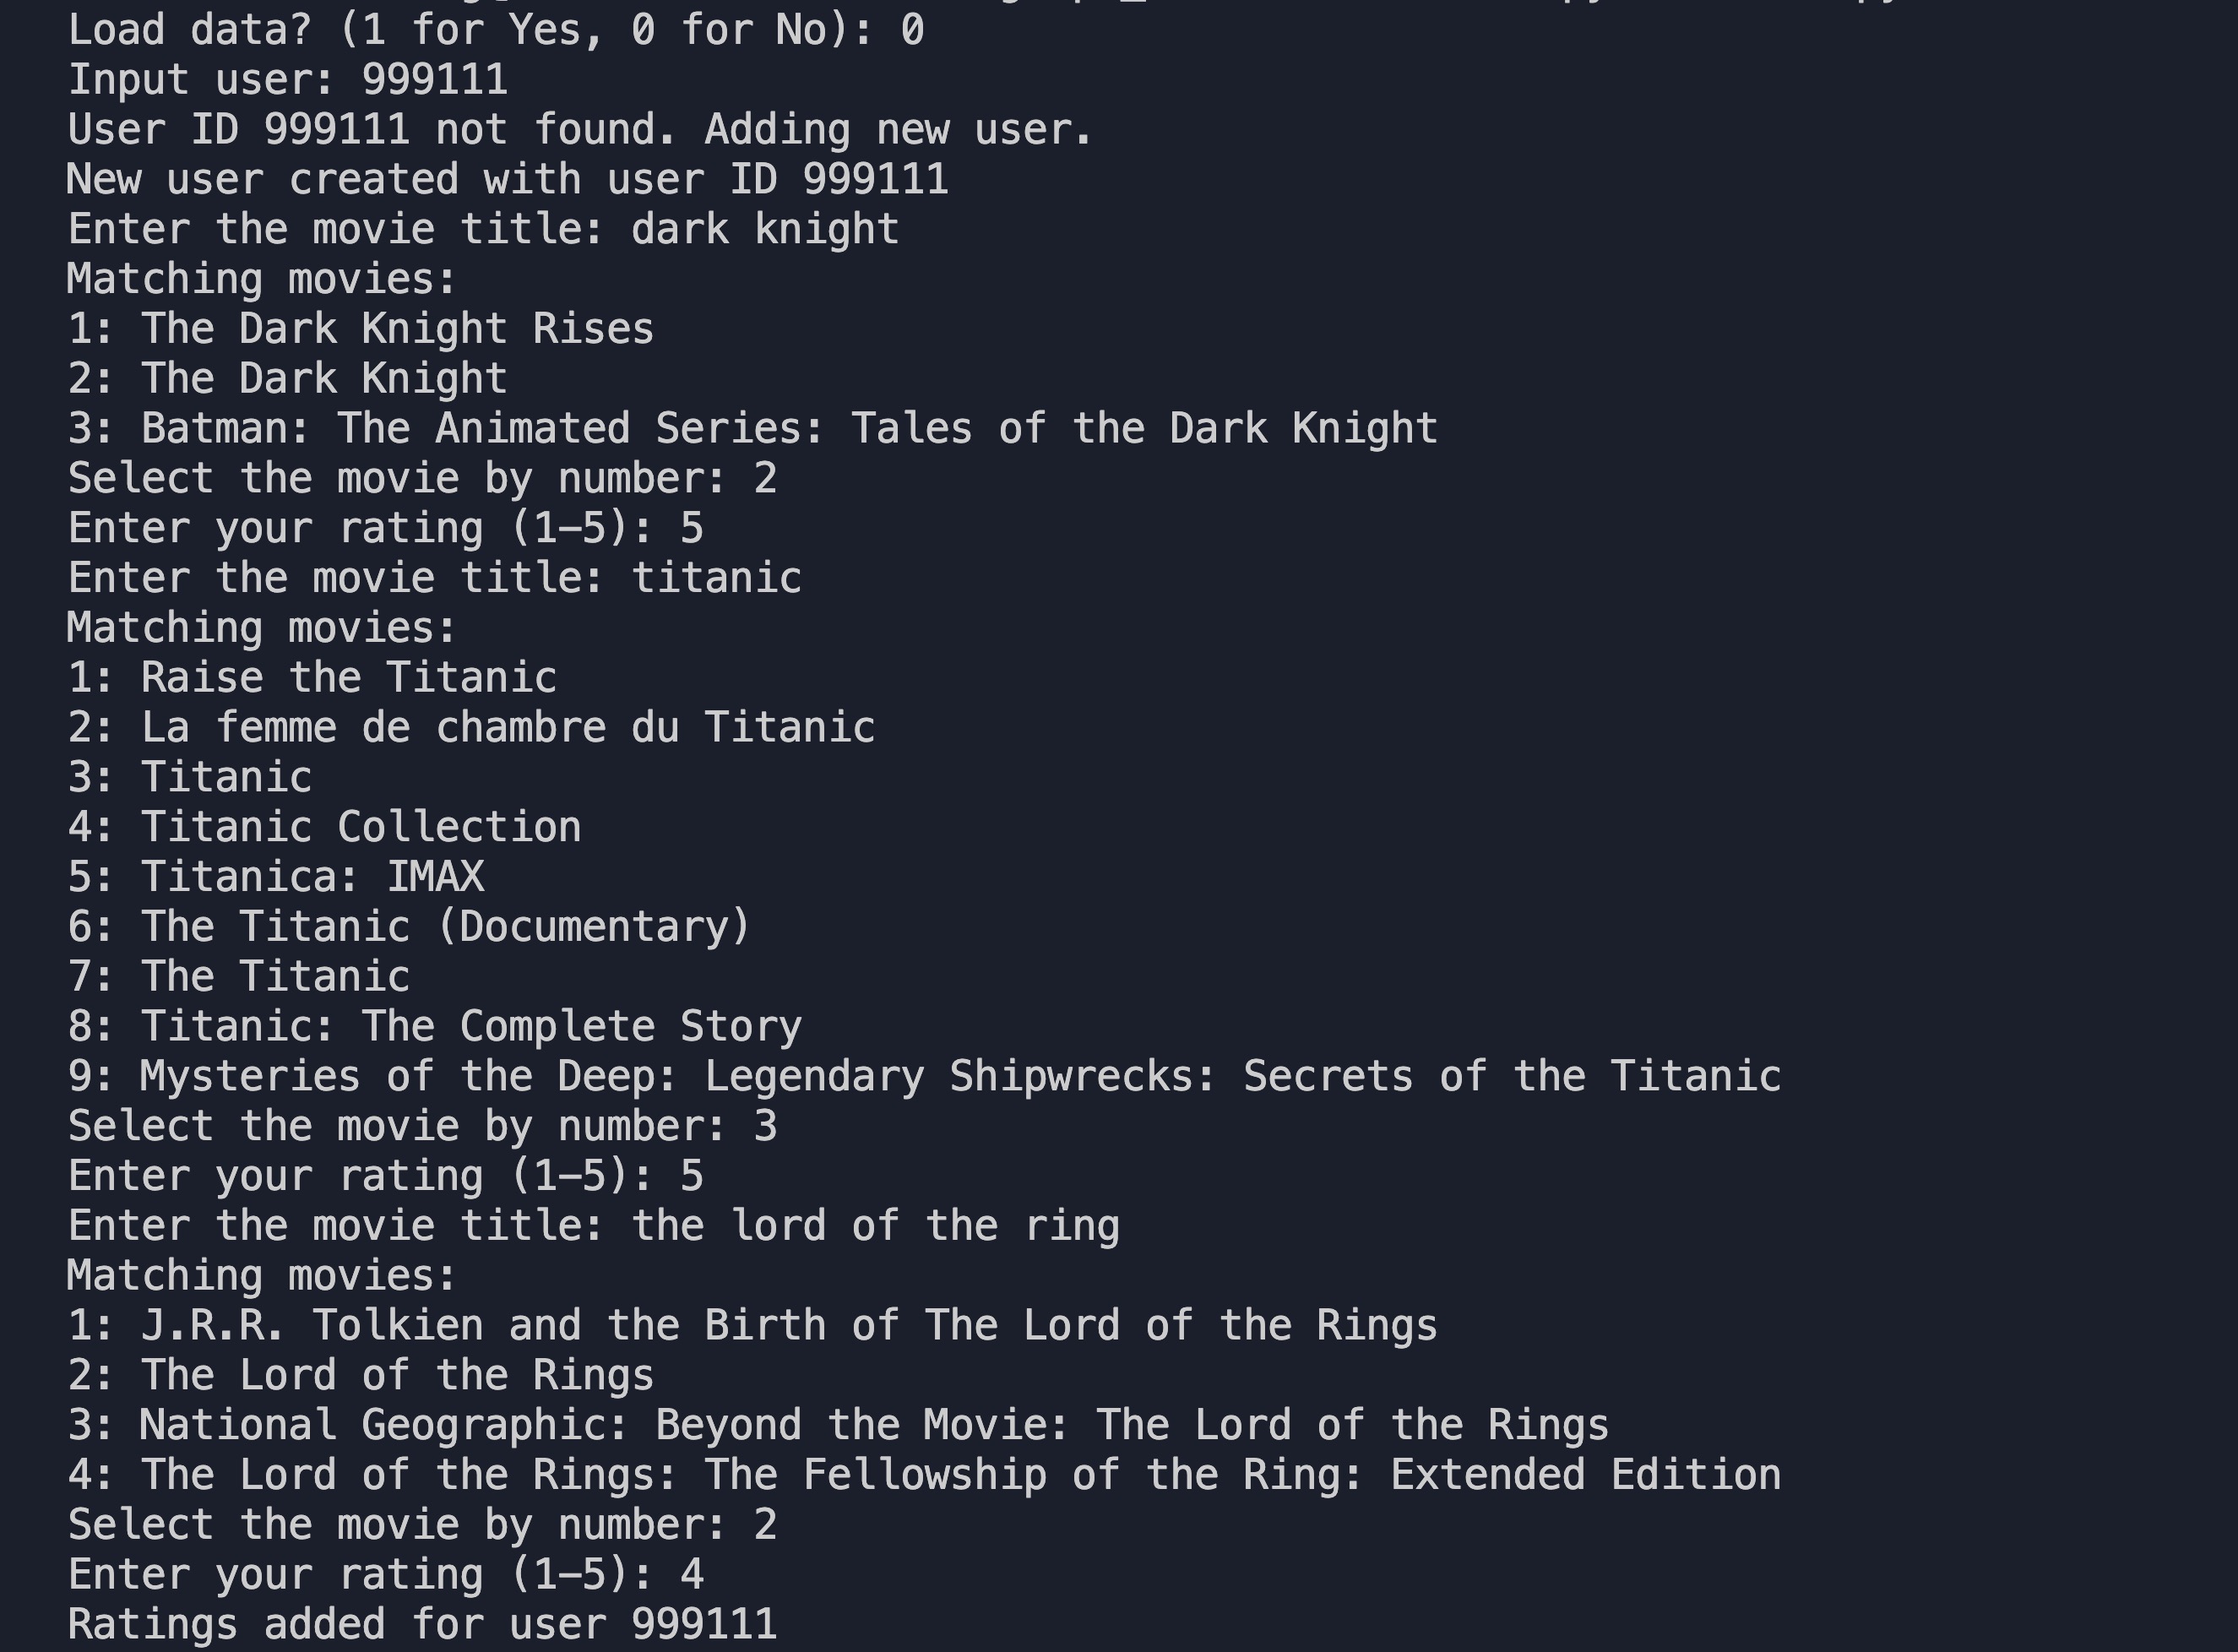 Load data? (1 for Yes, 0 for No): 0
Input user: 999111
User ID 999111 not found. Adding new user.
New user created with user ID 999111
Enter the movie title: dark knight
Matching movies:
1: The Dark Knight Rises
2: The Dark Knight
3: Batman: The Animated Series: Tales of the Dark Knight
Select the movie by number: 2
Enter your rating (1–5): 5
Enter the movie title: titanic
Matching movies:
1: Raise the Titanic
2: La femme de chambre du Titanic
3: Titanic
4: Titanic Collection
5: Titanica: IMAX
6: The Titanic (Documentary)
7: The Titanic
8: Titanic: The Complete Story
9: Mysteries of the Deep: Legendary Shipwrecks: Secrets of the Titanic
Select the movie by number: 3
Enter your rating (1–5): 5
Enter the movie title: the lord of the ring
Matching movies:
1: J.R.R. Tolkien and the Birth of The Lord of the Rings
2: The Lord of the Rings
3: National Geographic: Beyond the Movie: The Lord of the Rings
4: The Lord of the Rings: The Fellowship of the Ring: Extended Edition
Select the movie by number: 2
Enter your rating (1–5): 4
Ratings added for user 999111